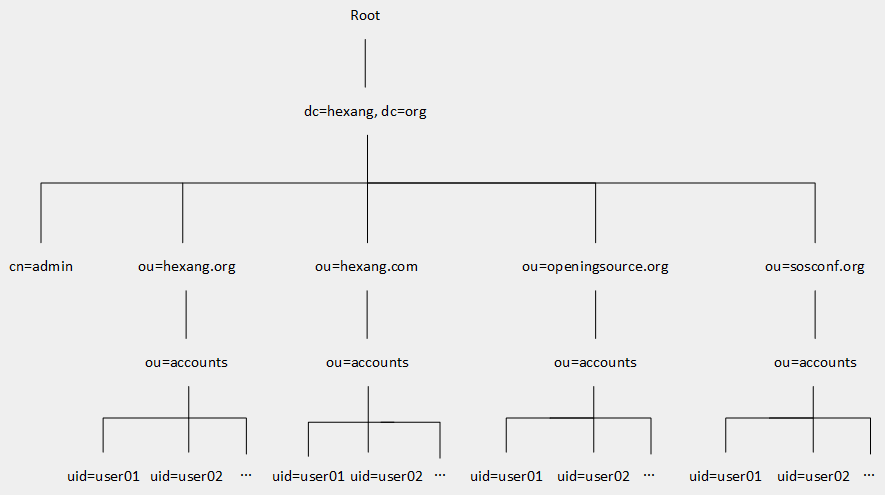 Root
dc=hexang, dc=org
cn=admin ou=hexang.org ou=hexang.com ou=openingsource.org ou=sosconf.org
ou=accounts ou=accounts ou=accounts ou=accounts
uid=user01 uid=user02 ... uid=user01 uid=user02 ... uid=user01 uid=user02 ... uid=user01 uid=user02 ...